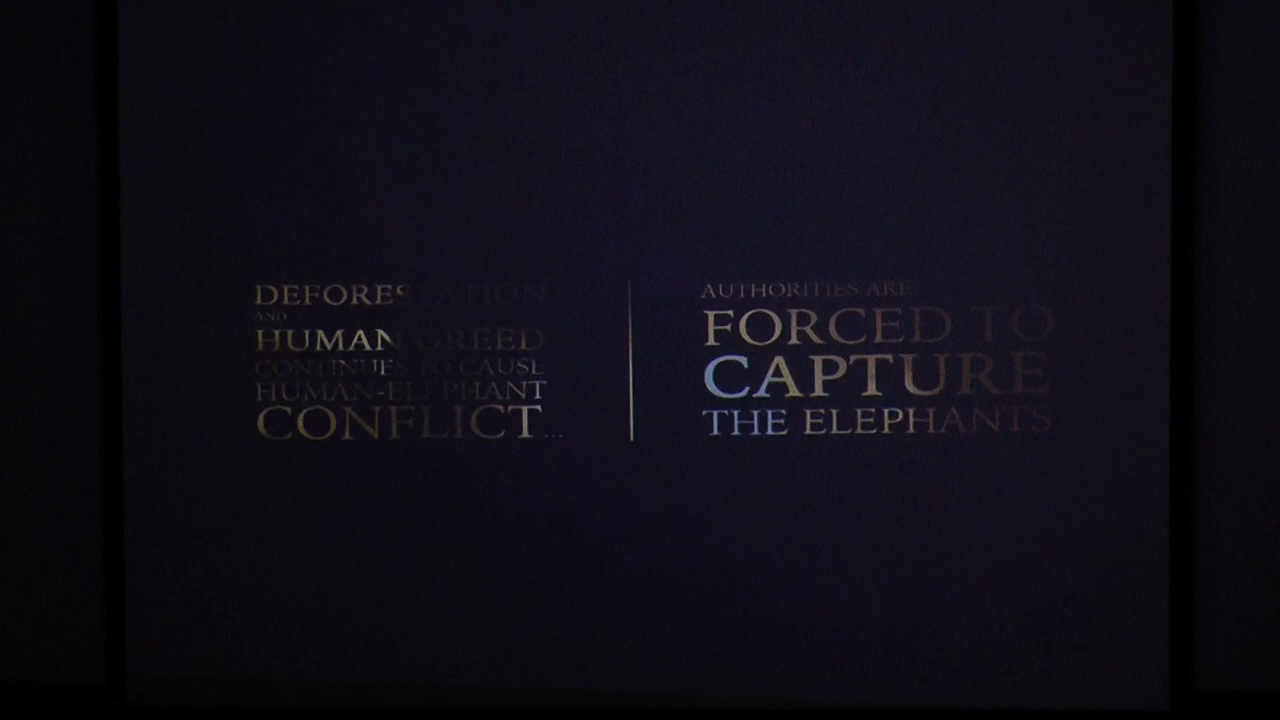 DEFORESTATION
AND
HUMAN GREED
CONTINUES TO CAUSE
HUMAN-ELEPHANT
CONFLICT...
AUTHORITIES ARE
FORCED TO
CAPTURE
THE ELEPHANTS